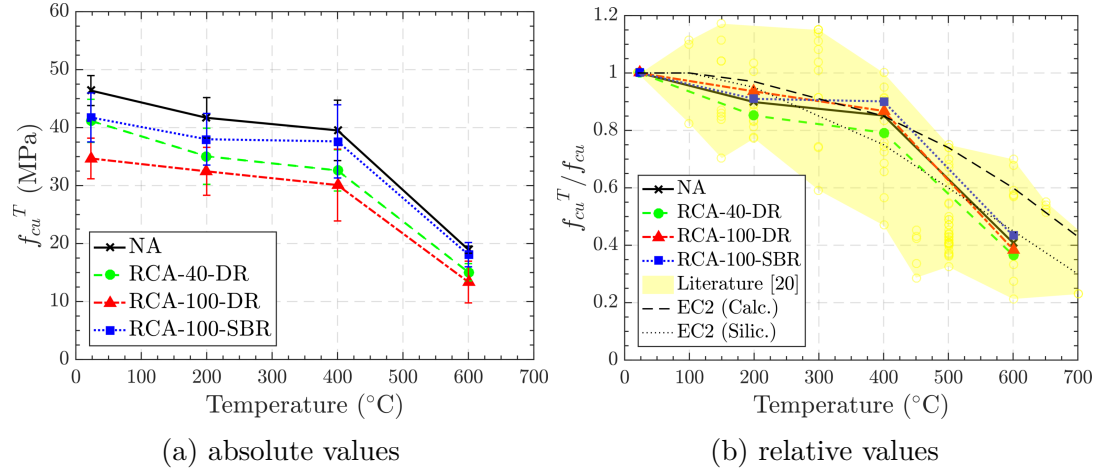 60
50
40
30
20
10
0
0 100 200 300 400 500 600 700
f_cu^T (MPa)
NA
RCA-40-DR
RCA-100-DR
RCA-100-SBR
Temperature (°C)
(a) absolute values
1.2
1
0.8
0.6
0.4
0.2
0 100 200 300 400 500 600 700
f_cu^T / f_cu
NA
RCA-40-DR
RCA-100-DR
RCA-100-SBR
Literature [20]
EC2 (Calc.)
EC2 (Silic.)
Temperature (°C)
(b) relative values